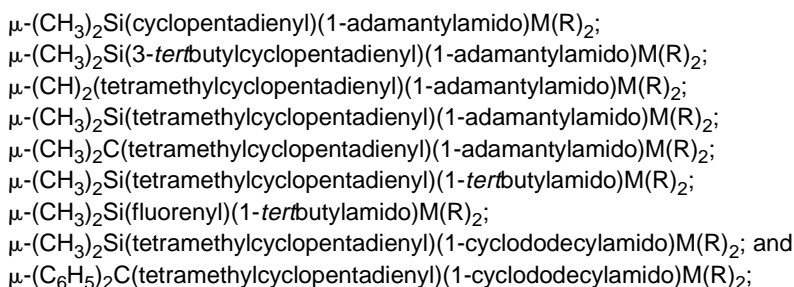 μ-(CH₃)₂Si(cyclopentadienyl)(1-adamantylamido)M(R)₂;
μ-(CH₃)₂Si(3-tertbutylcyclopentadienyl)(1-adamantylamido)M(R)₂;
μ-(CH)₂(tetramethylcyclopentadienyl)(1-adamantylamido)M(R)₂;
μ-(CH₃)₂Si(tetramethylcyclopentadienyl)(1-adamantylamido)M(R)₂;
μ-(CH₃)₂C(tetramethylcyclopentadienyl)(1-adamantylamido)M(R)₂;
μ-(CH₃)₂Si(tetramethylcyclopentadienyl)(1-tertbutylamido)M(R)₂;
μ-(CH₃)₂Si(fluorenyl)(1-tertbutylamido)M(R)₂;
μ-(CH₃)₂Si(tetramethylcyclopentadienyl)(1-cyclododecylamido)M(R)₂; and
μ-(C₆H₅)₂C(tetramethylcyclopentadienyl)(1-cyclododecylamido)M(R)₂;